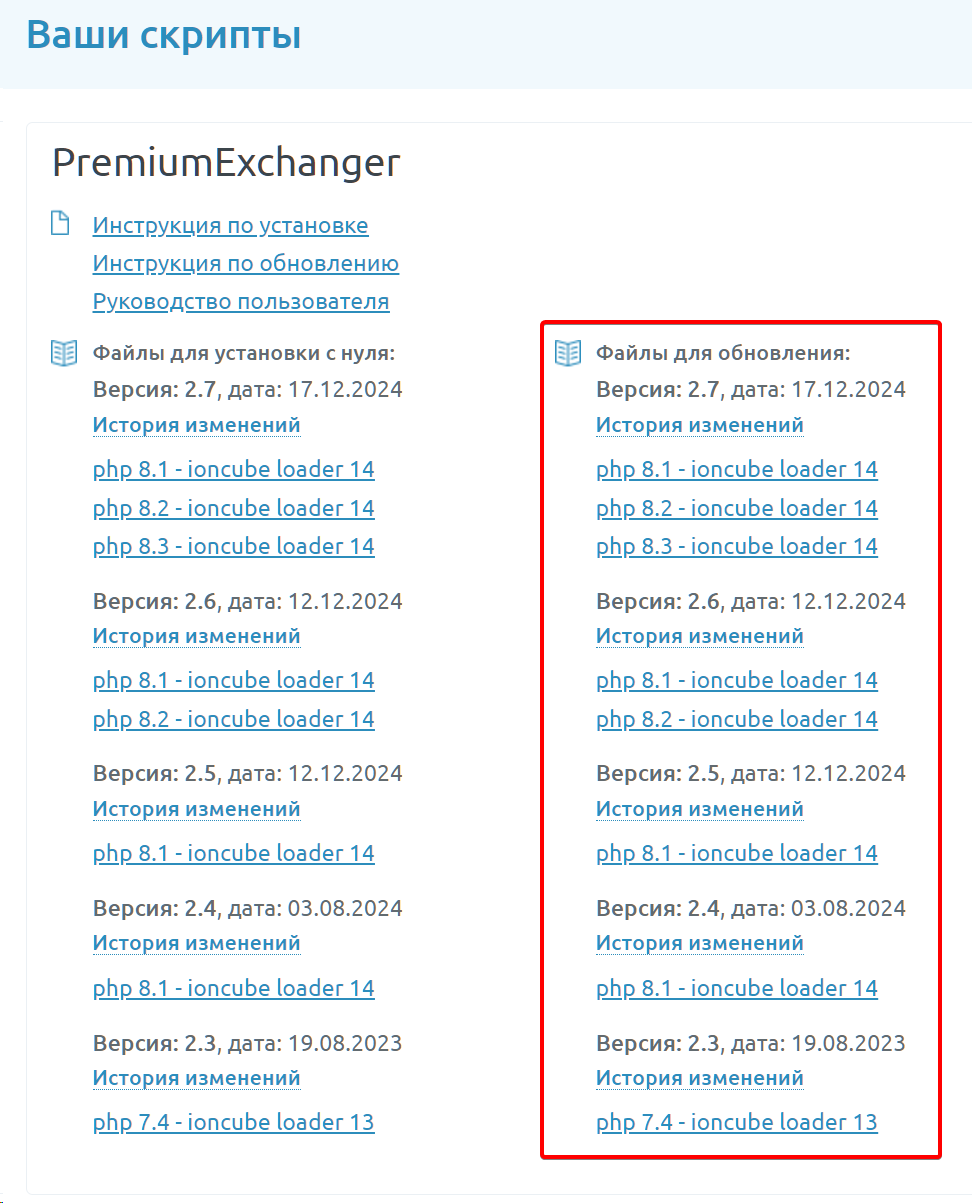 Ваши скрипты
PremiumExchanger
Инструкция по установке
Инструкция по обновлению
Руководство пользователя
Файлы для установки с нуля:
Версия: 2.7, дата: 17.12.2024
История изменений
php 8.1 - ioncube loader 14
php 8.2 - ioncube loader 14
php 8.3 - ioncube loader 14
Версия: 2.6, дата: 12.12.2024
История изменений
php 8.1 - ioncube loader 14
php 8.2 - ioncube loader 14
Версия: 2.5, дата: 12.12.2024
История изменений
php 8.1 - ioncube loader 14
Версия: 2.4, дата: 03.08.2024
История изменений
php 8.1 - ioncube loader 14
Версия: 2.3, дата: 19.08.2023
История изменений
php 7.4 - ioncube loader 13
Файлы для обновления:
Версия: 2.7, дата: 17.12.2024
История изменений
php 8.1 - ioncube loader 14
php 8.2 - ioncube loader 14
php 8.3 - ioncube loader 14
Версия: 2.6, дата: 12.12.2024
История изменений
php 8.1 - ioncube loader 14
php 8.2 - ioncube loader 14
Версия: 2.5, дата: 12.12.2024
История изменений
php 8.1 - ioncube loader 14
Версия: 2.4, дата: 03.08.2024
История изменений
php 8.1 - ioncube loader 14
Версия: 2.3, дата: 19.08.2023
История изменений
php 7.4 - ioncube loader 13